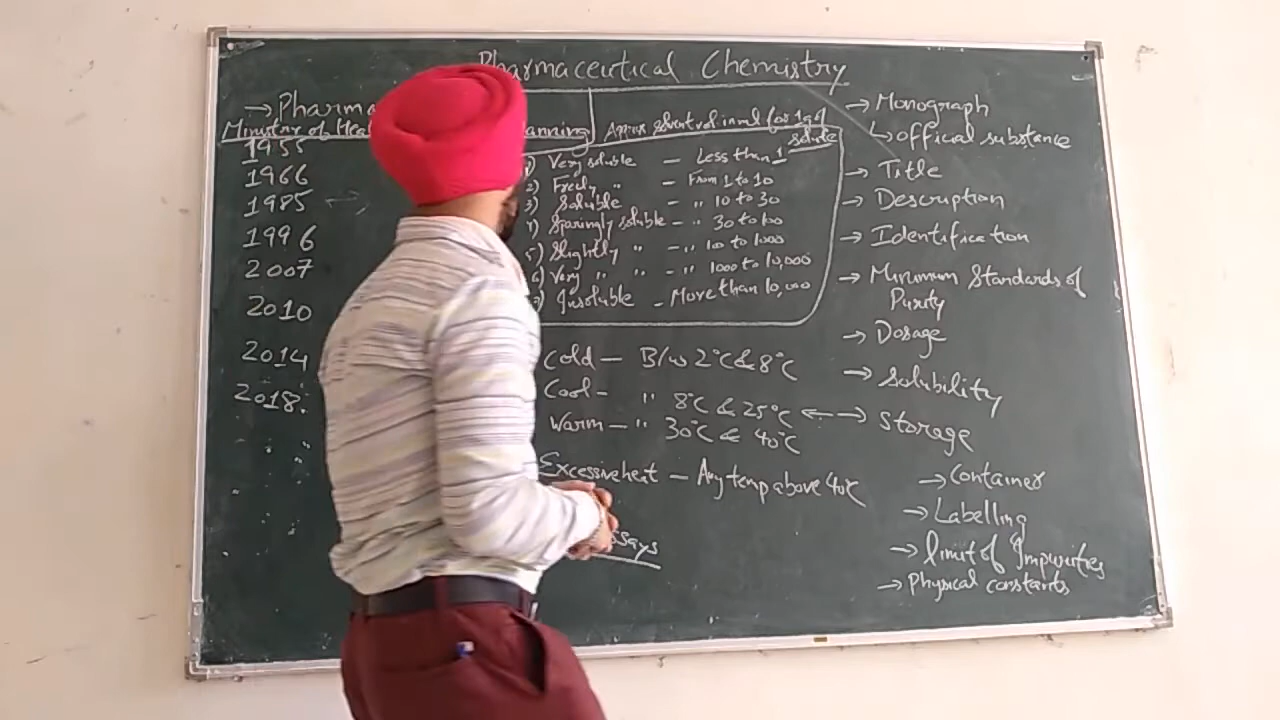 Pharmaceutical Chemistry
→ Pharma
Ministry of Hea
1955
1966
1985
1996
2007
2010
2014
2018.
anning Approx solvent vol in ml for 1g of
solute
1) Very soluble – Less than 1
2) Freely " – From 1 to 10
3) Soluble – " 10 to 30
4) Sparingly soluble – " 30 to 100
5) Slightly " – " 100 to 1000
6) Very " " – " 1000 to 10,000
7) Insoluble – More than 10,000
Cold – B/w 2°C & 8°C
Cool – " 8°C & 25°C
Warm – " 30°C & 40°C
Excessive heat – Any temp above 40°C
ssays
→ Monograph
↳ official substance
→ Title
→ Description
→ Identification
→ Minimum Standards of
Purity
→ Dosage
→ Solubility
→ Storage
→ Container
→ Labelling
→ limit of Impurities
→ Physical constants